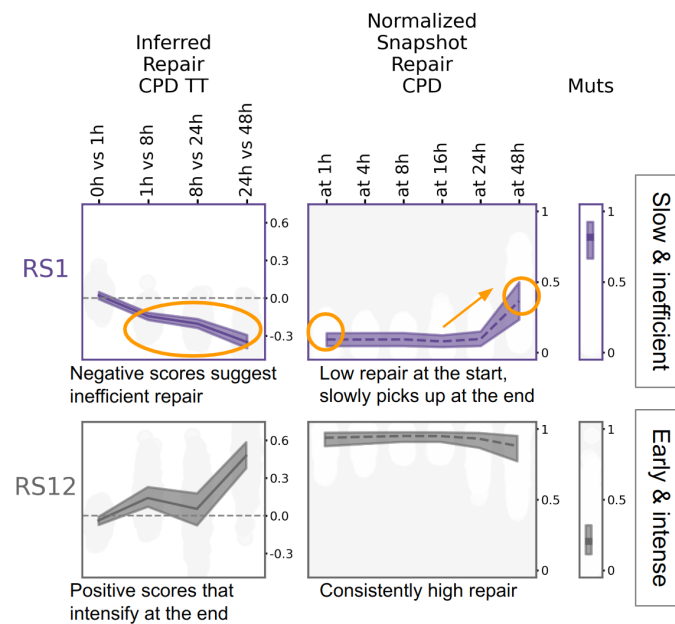 Inferred
Repair
CPD TT
Normalized
Snapshot
Repair
CPD
Muts
0h vs 1h
1h vs 8h
8h vs 24h
24h vs 48h
at 1h
at 4h
at 8h
at 16h
at 24h
at 48h
RS1
0.6
0.3
0.0
-0.3
1
0.5
0
1
0.5
0
Slow & inefficient
Negative scores suggest
inefficient repair
Low repair at the start,
slowly picks up at the end
RS12
0.6
0.3
0.0
-0.3
1
0.5
0
1
0.5
0
Early & intense
Positive scores that
intensify at the end
Consistently high repair